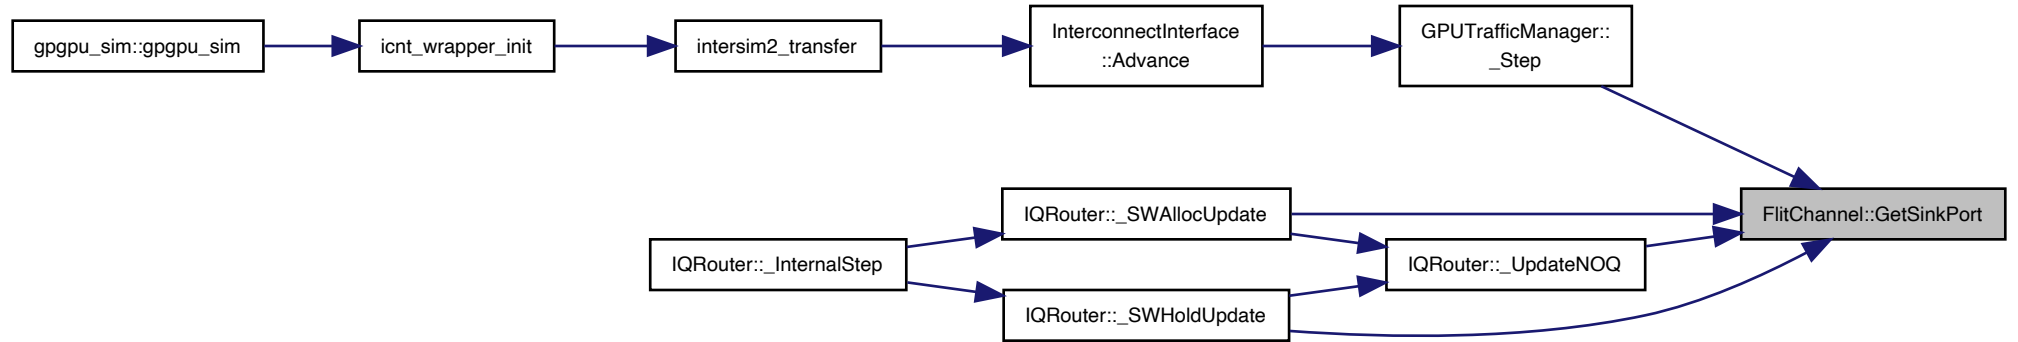 gpgpu_sim::gpgpu_sim
icnt_wrapper_init
intersim2_transfer
InterconnectInterface
::Advance
GPUTrafficManager::
_Step
FlitChannel::GetSinkPort
IQRouter::_SWAllocUpdate
IQRouter::_InternalStep
IQRouter::_UpdateNOQ
IQRouter::_SWHoldUpdate